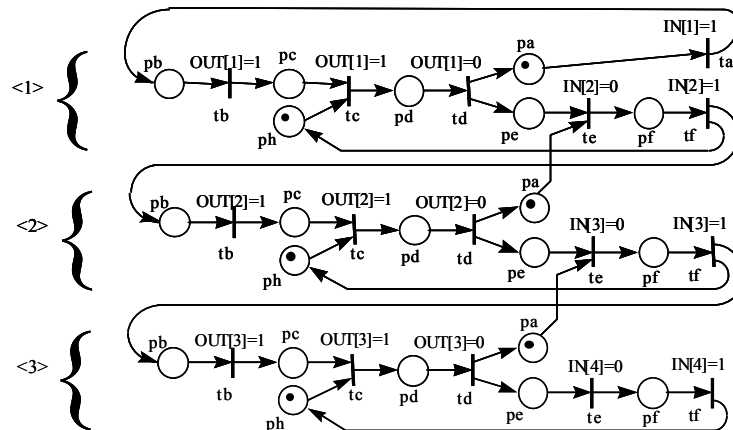 IN[1]=1
pb OUT[1]=1 pc OUT[1]=1 OUT[1]=0 pa
ta
<1>
IN[2]=0 IN[2]=1
tb tc pd td pe te pf tf
ph
pb OUT[2]=1 pc OUT[2]=1 OUT[2]=0 pa
<2>
IN[3]=0 IN[3]=1
tb tc pd td pe te pf tf
ph
pb OUT[3]=1 pc OUT[3]=1 OUT[3]=0 pa
<3>
IN[4]=0 IN[4]=1
tb tc pd td pe te pf tf
ph